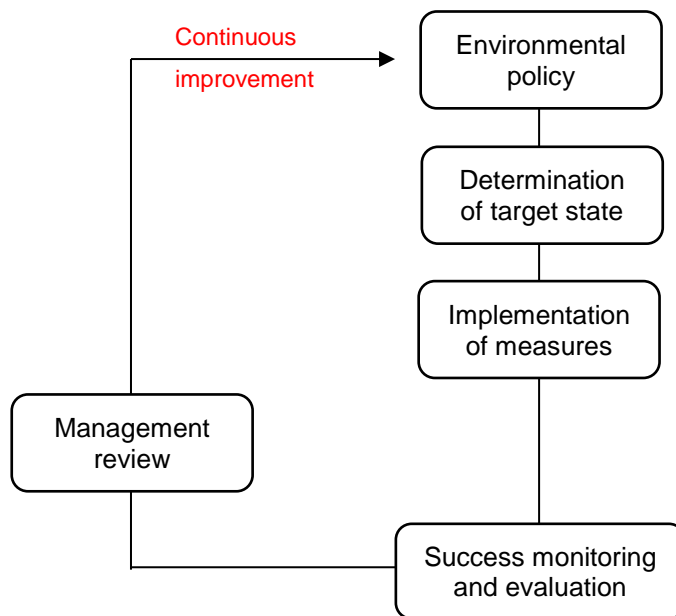 Continuous
improvement
Environmental
policy
Determination
of target state
Implementation
of measures
Management
review
Success monitoring
and evaluation